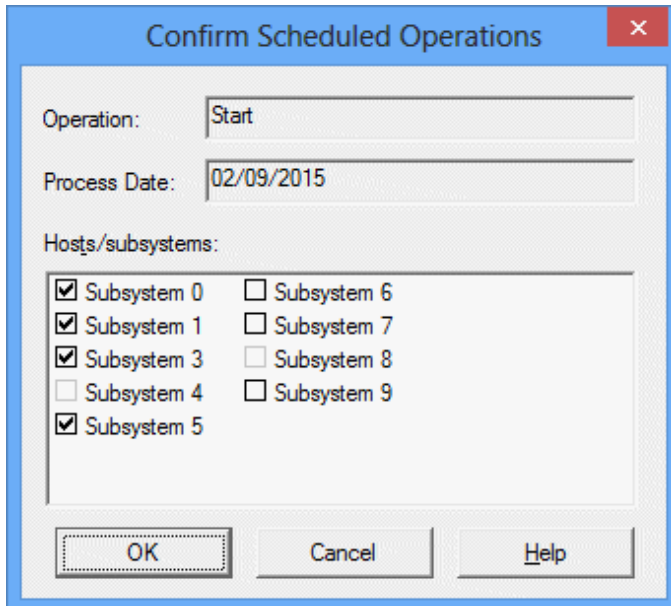 Confirm Scheduled Operations
Operation: Start
Process Date: 02/09/2015
Hosts/subsystems:
Subsystem 0 Subsystem 6
Subsystem 1 Subsystem 7
Subsystem 3 Subsystem 8
Subsystem 4 Subsystem 9
Subsystem 5
OK Cancel Help